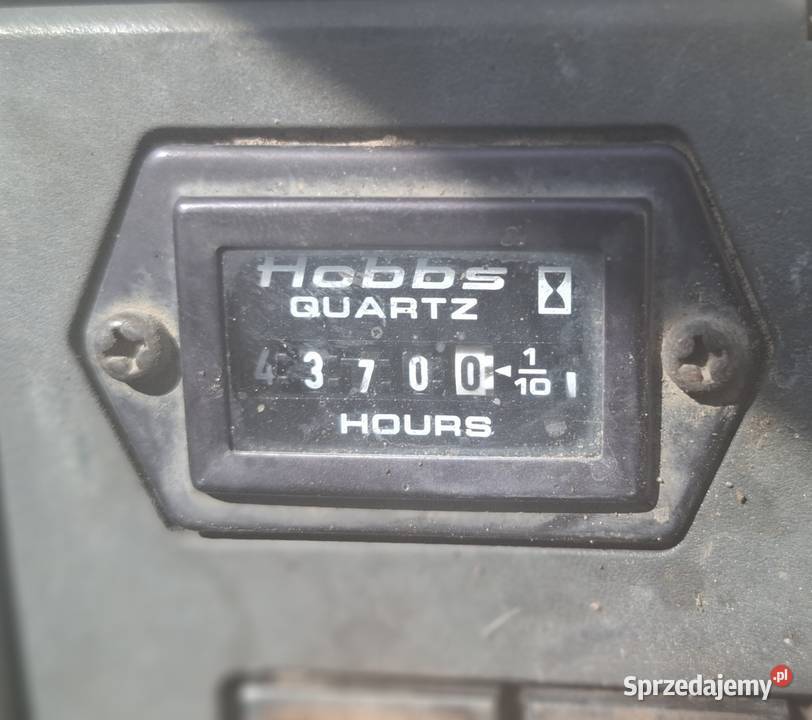 Hobbs
QUARTZ
43700 1/10
HOURS
Sprzedajemy.pl